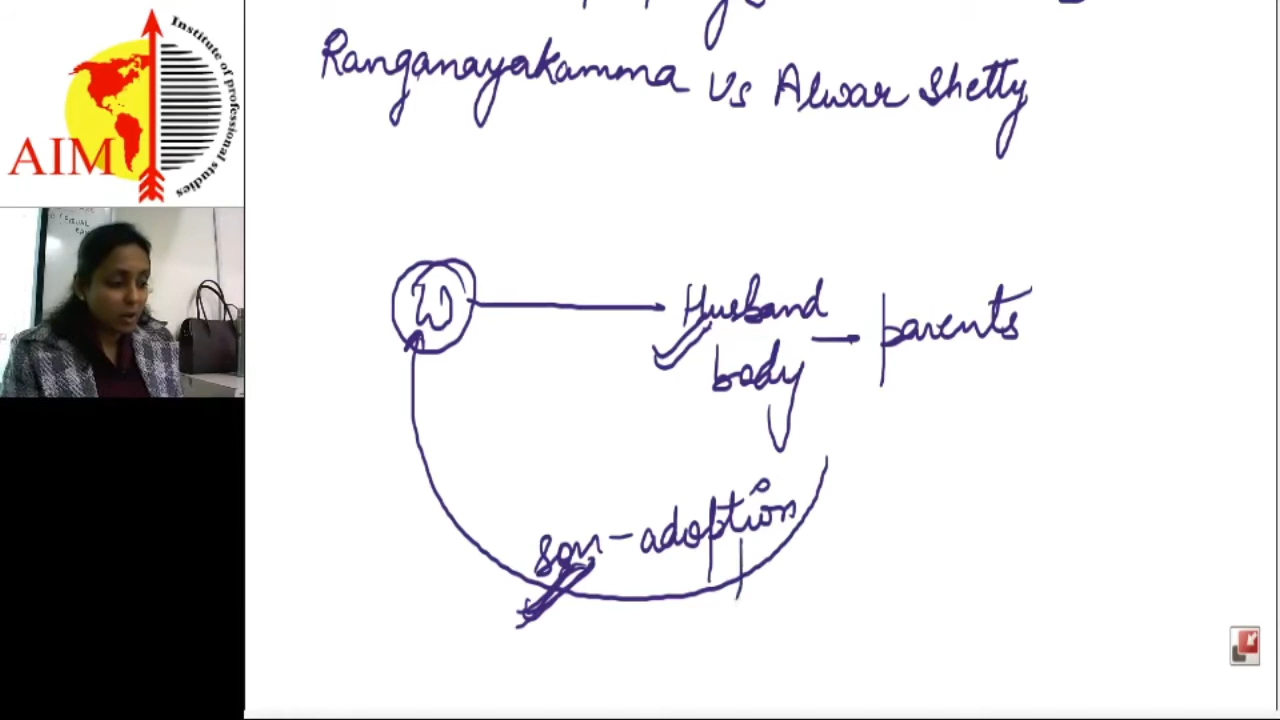 Institute of professional studies
AIM
Ranganayakamma Vs Alwar Shetty
W
Husband
body
parents
son-adoption